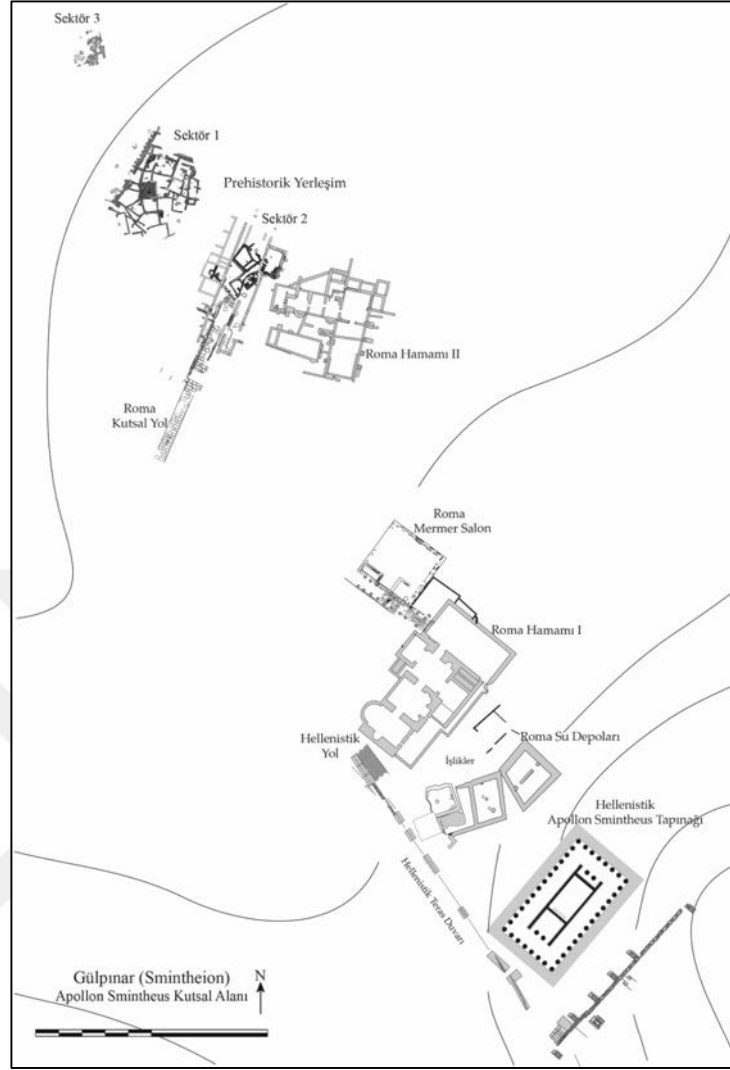 Sektör 3
Sektör 1
Prehistorik Yerleşim
Sektör 2
Roma Hamamı II
Roma
Kutsal Yol
Roma
Mermer Salon
Roma Hamamı I
Roma Su Depoları
Hellenistik
Yol
İşlikler
Hellenistik
Apollon Smintheus Tapınağı
Hellenistik Teras Duvarı
Gülpınar (Smintheion)
Apollon Smintheus Kutsal Alanı
N